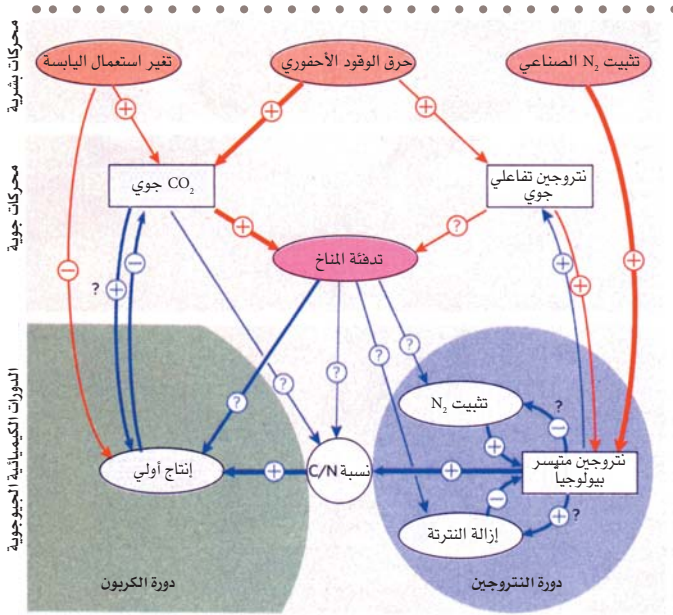 محركات بشرية
تثبيت N₂ الصناعي
حرق الوقود الأحفوري
تغير استعمال اليابسة
+
+
+
+
محركات جوية
نتروجين تفاعلي
جوي
CO₂ جوي
+
?
تدفئة المناخ
−
+
+
+
−
+
?
الدورات الكيميائية الجيوجوية
?
?
?
?
?
تثبيت N₂
?
−
+
نتروجين متيسر
بيولوجياً
+
نسبة C/N
+
إنتاج أولي
−
+
?
إزالة النترتة
دورة النتروجين
دورة الكربون